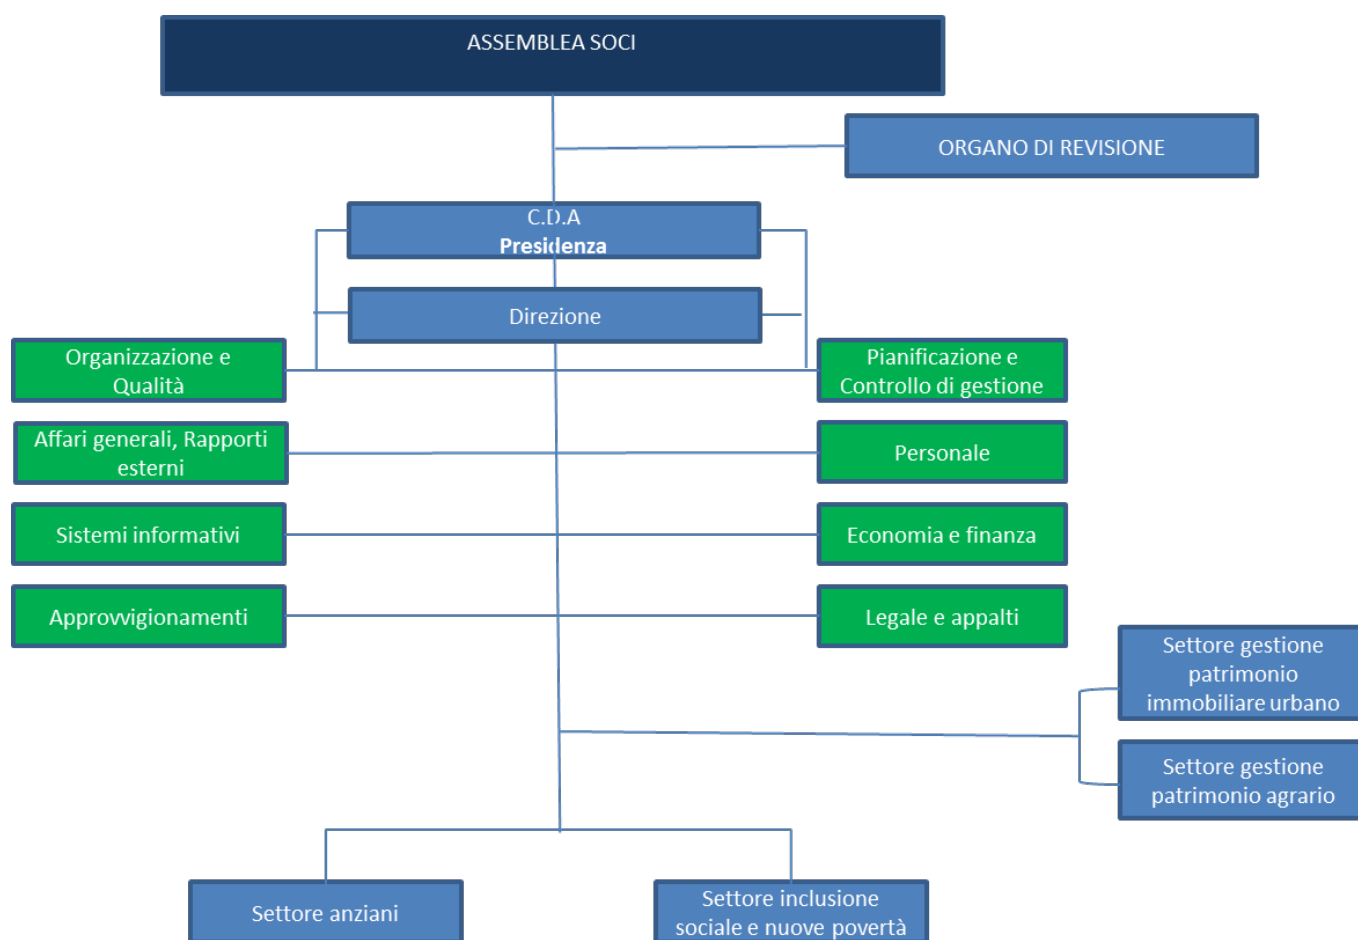 ASSEMBLEA SOCI
ORGANO DI REVISIONE
C.D.A
Presidenza
Direzione
Organizzazione e
Qualità
Pianificazione e
Controllo di gestione
Affari generali, Rapporti
esterni
Personale
Sistemi informativi
Economia e finanza
Approvvigionamenti
Legale e appalti
Settore gestione
patrimonio
immobiliare urbano
Settore gestione
patrimonio agrario
Settore anziani
Settore inclusione
sociale e nuove povertà